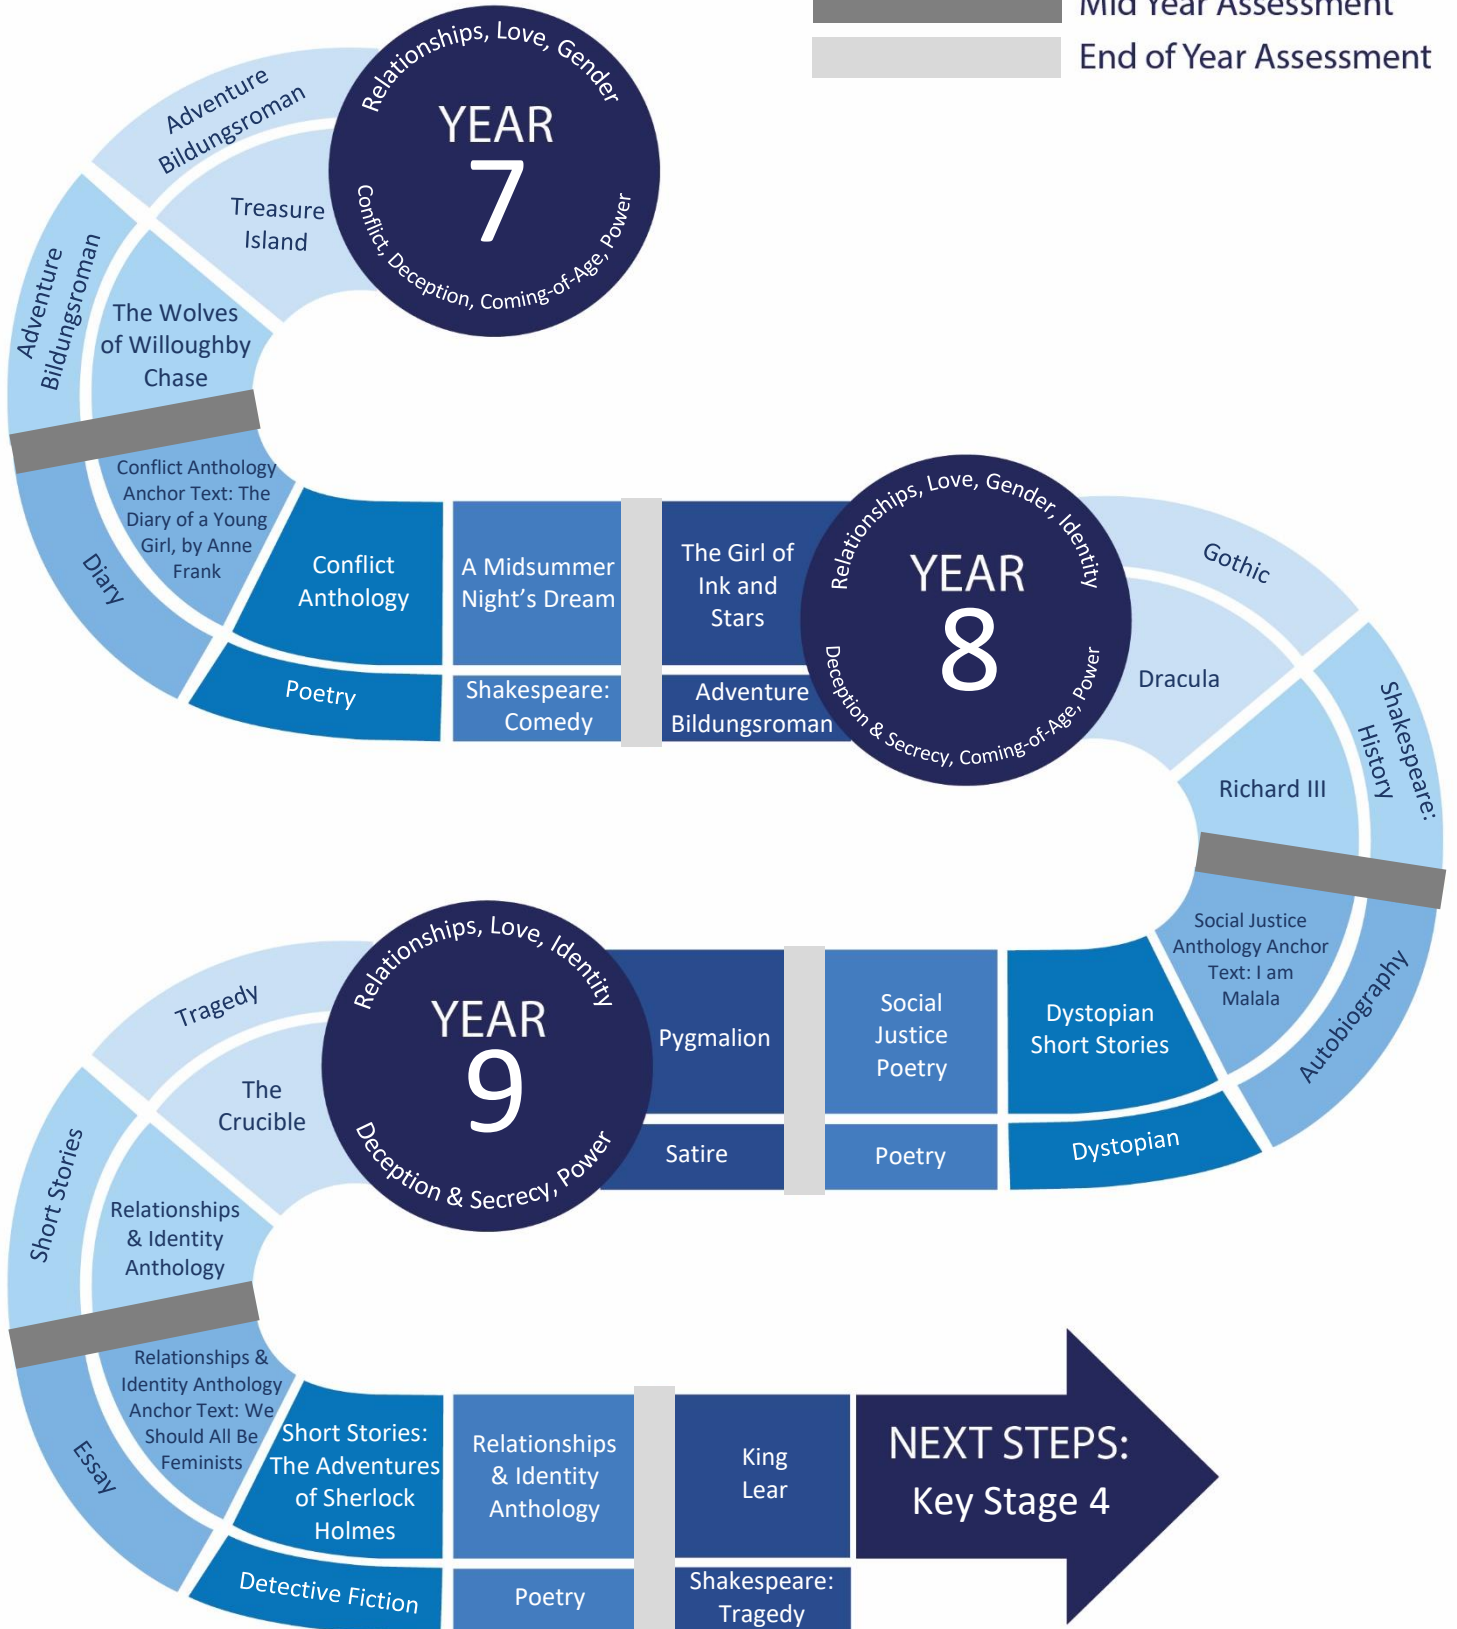 Mid Year Assessment
End of Year Assessment
Relationships, Love, Gender
YEAR
7
Conflict, Deception, Coming-of-Age, Power
Adventure
Bildungsroman
Treasure
Island
Adventure
Bildungsroman
The Wolves
of Willoughby
Chase
Conflict Anthology
Anchor Text: The
Diary of a Young
Girl, by Anne
Frank
Diary
Conflict
Anthology
Poetry
A Midsummer
Night’s Dream
Shakespeare:
Comedy
The Girl of
Ink and
Stars
Adventure
Bildungsroman
Relationships, Love, Gender, Identity
YEAR
8
Deception & Secrecy, Coming-of-Age, Power
Gothic
Dracula
Shakespeare:
History
Richard III
Social Justice
Anthology Anchor
Text: I am
Malala
Autobiography
Dystopian
Short Stories
Dystopian
Social
Justice
Poetry
Poetry
Pygmalion
Satire
Relationships, Love, Identity
YEAR
9
Deception & Secrecy, Power
Tragedy
The
Crucible
Short Stories
Relationships
& Identity
Anthology
Relationships &
Identity Anthology
Anchor Text: We
Should All Be
Feminists
Essay
Short Stories:
The Adventures
of Sherlock
Holmes
Detective Fiction
Relationships
& Identity
Anthology
Poetry
King
Lear
Shakespeare:
Tragedy
NEXT STEPS:
Key Stage 4